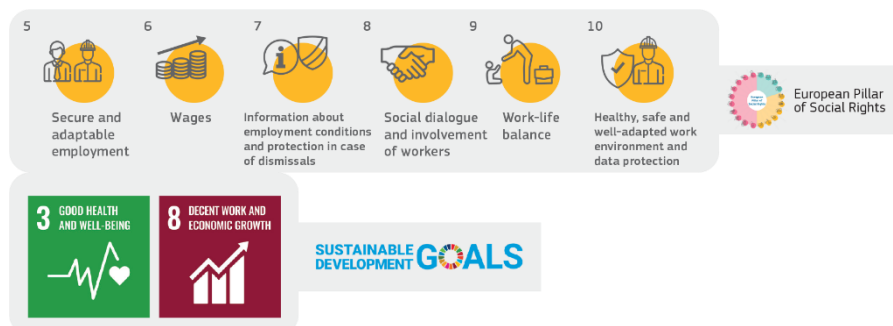 5
6
7
8
9
10
Secure and
adaptable
employment
Wages
Information about
employment conditions
and protection in case
of dismissals
Social dialogue
and involvement
of workers
Work-life
balance
Healthy, safe and
well-adapted work
environment and
data protection
European Pillar
of Social Rights
3 GOOD HEALTH
AND WELL-BEING
8 DECENT WORK AND
ECONOMIC GROWTH
SUSTAINABLE
DEVELOPMENT
GOALS